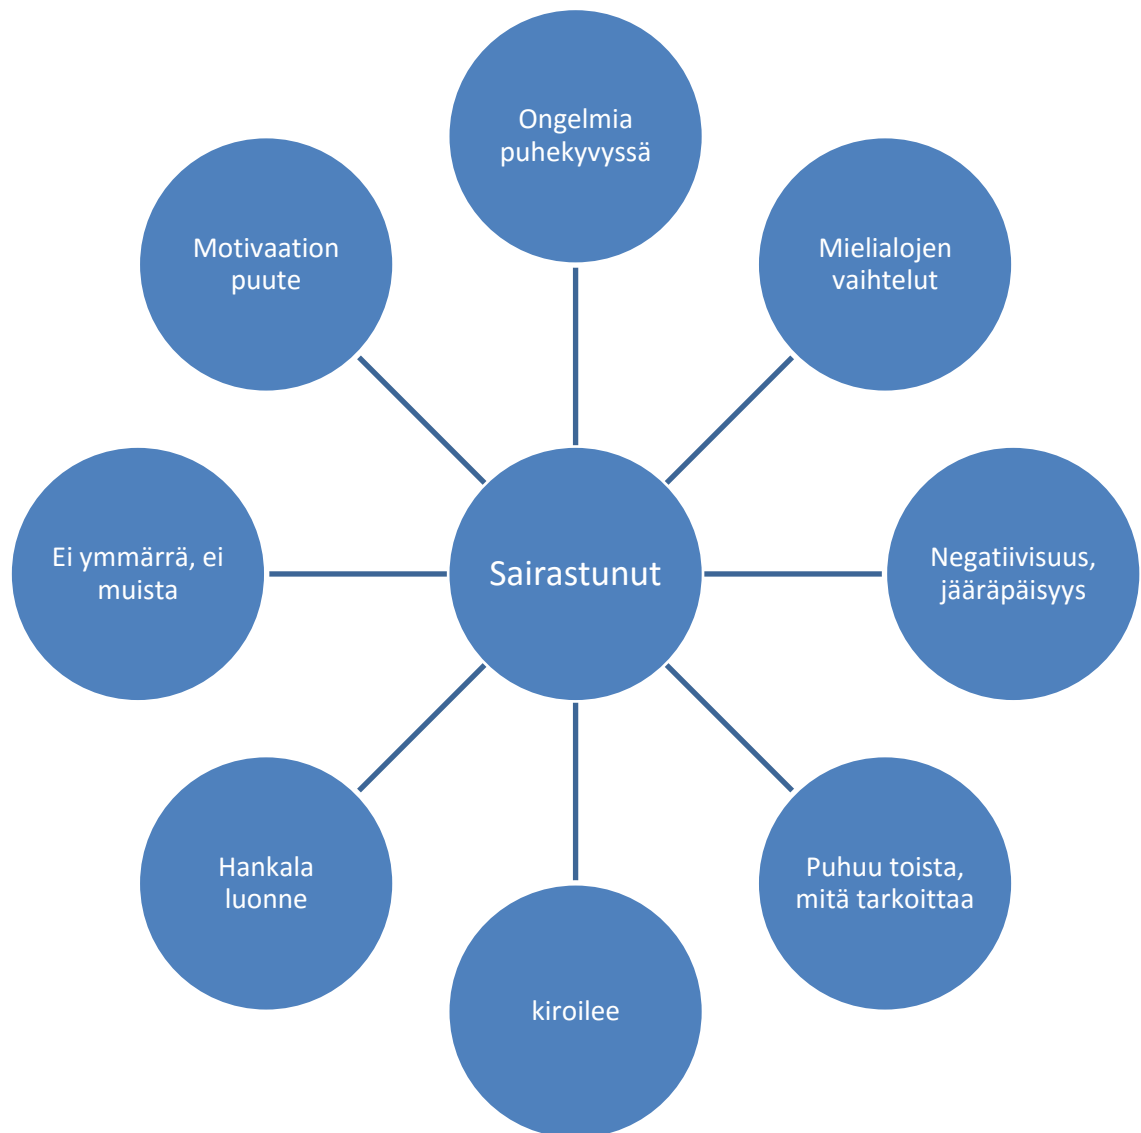 Ongelmia
puhekyvyssä
Motivaation
puute
Mielialojen
vaihtelut
Ei ymmärrä, ei
muista
Sairastunut
Negatiivisuus,
jääräpäisyys
Hankala
luonne
Puhuu toista,
mitä tarkoittaa
kiroilee